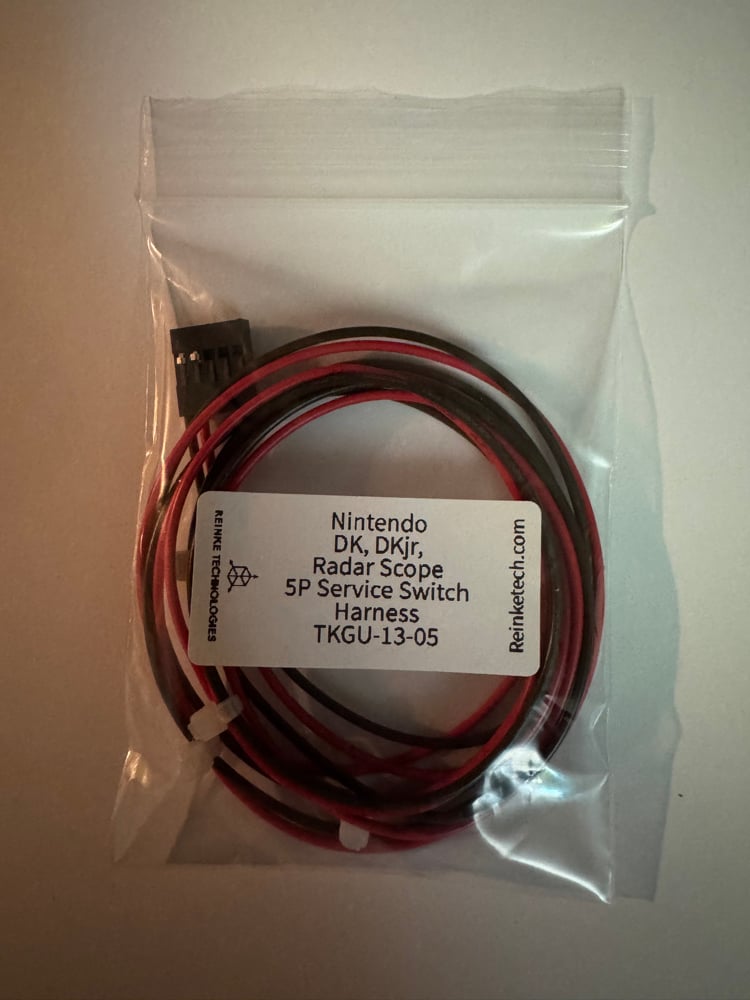 REINKE TECHNOLOGIES
Nintendo
DK, DKjr,
Radar Scope
5P Service Switch
Harness
TKGU-13-05
Reinketech.com